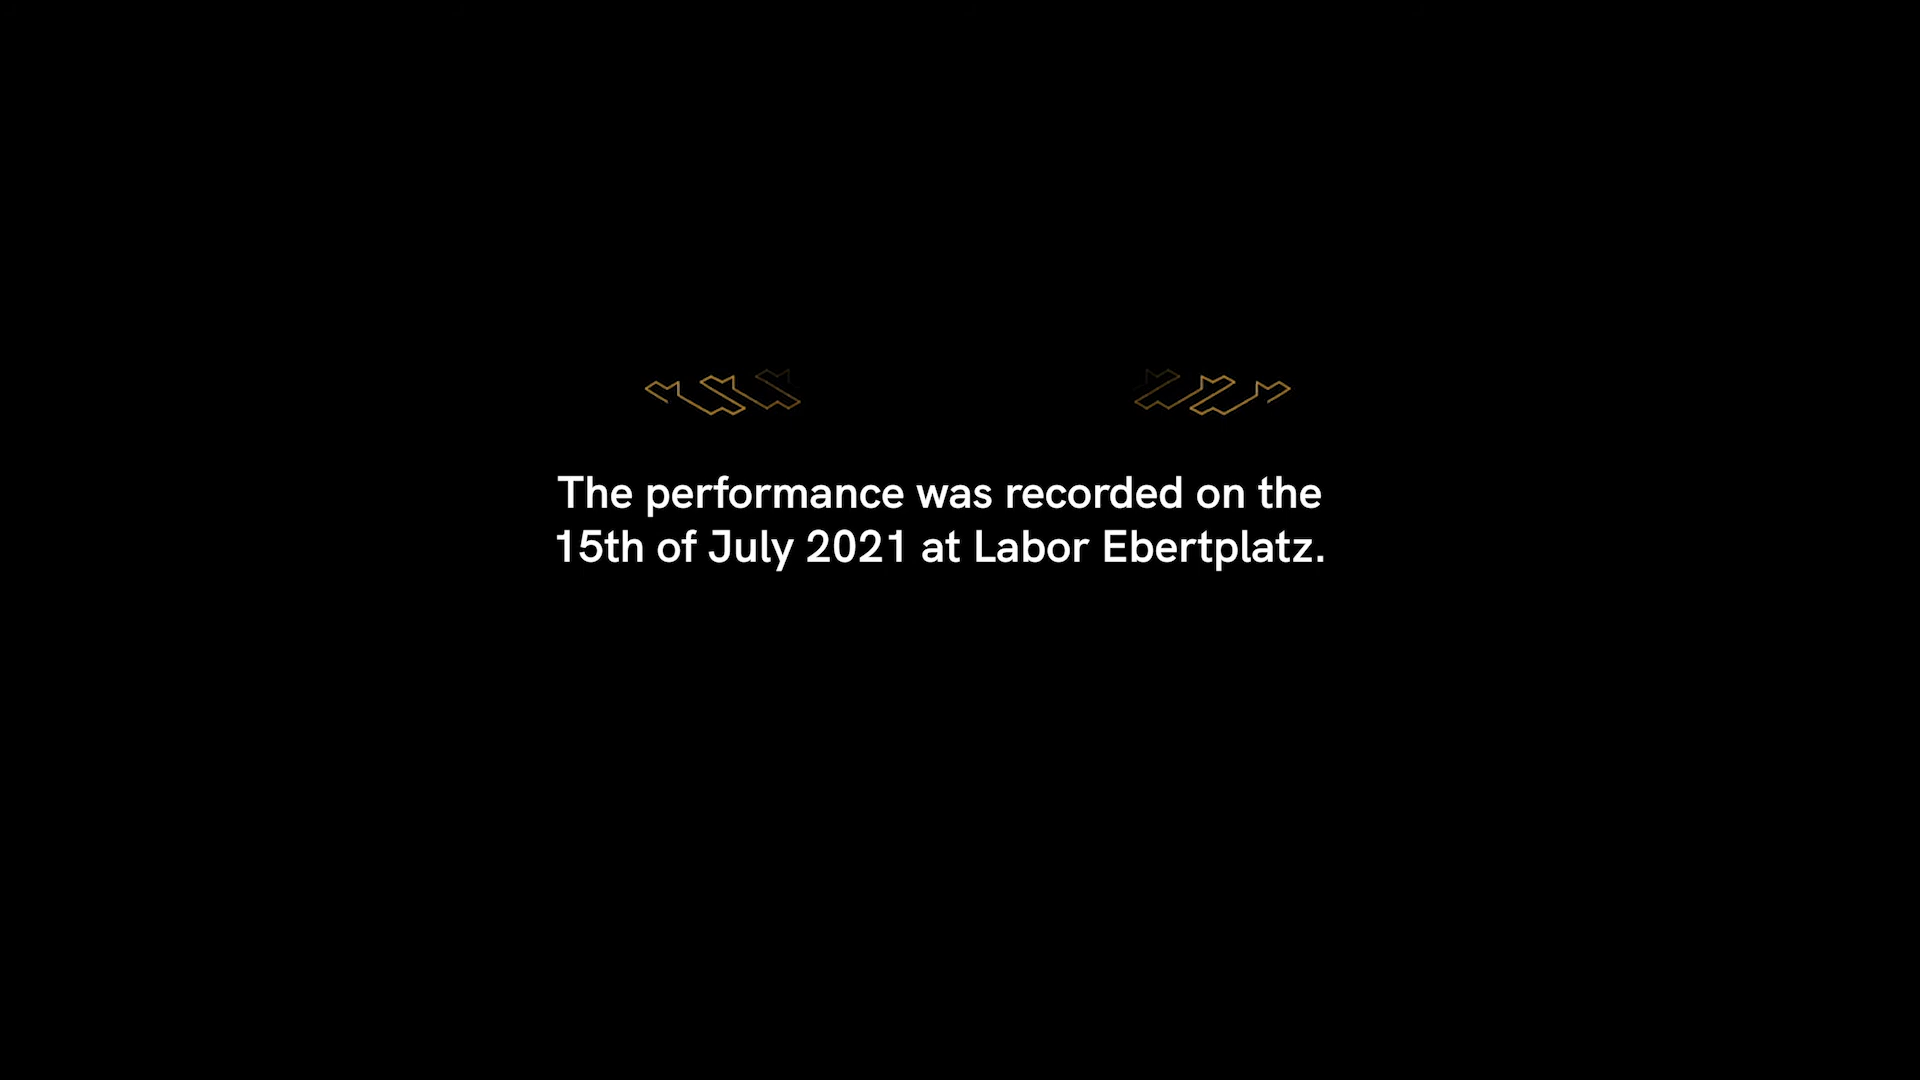 The performance was recorded on the
15th of July 2021 at Labor Ebertplatz.